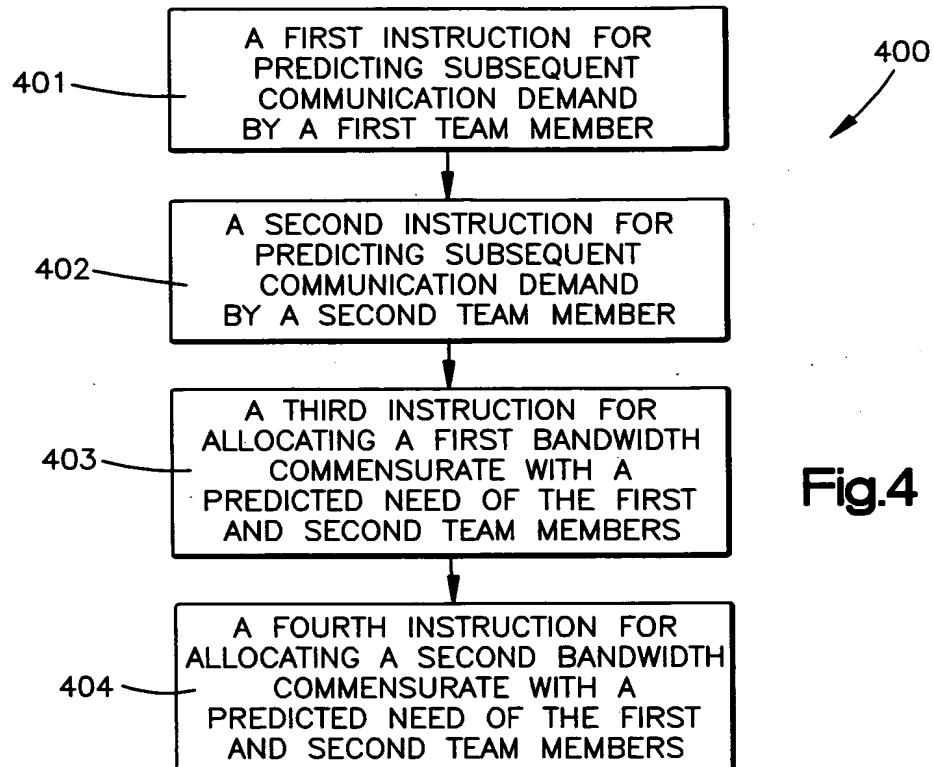 A FIRST INSTRUCTION FOR
PREDICTING SUBSEQUENT
COMMUNICATION DEMAND
BY A FIRST TEAM MEMBER
401
400
A SECOND INSTRUCTION FOR
PREDICTING SUBSEQUENT
COMMUNICATION DEMAND
BY A SECOND TEAM MEMBER
402
A THIRD INSTRUCTION FOR
ALLOCATING A FIRST BANDWIDTH
COMMENSURATE WITH A
PREDICTED NEED OF THE FIRST
AND SECOND TEAM MEMBERS
403
Fig.4
A FOURTH INSTRUCTION FOR
ALLOCATING A SECOND BANDWIDTH
COMMENSURATE WITH A
PREDICTED NEED OF THE FIRST
AND SECOND TEAM MEMBERS
404